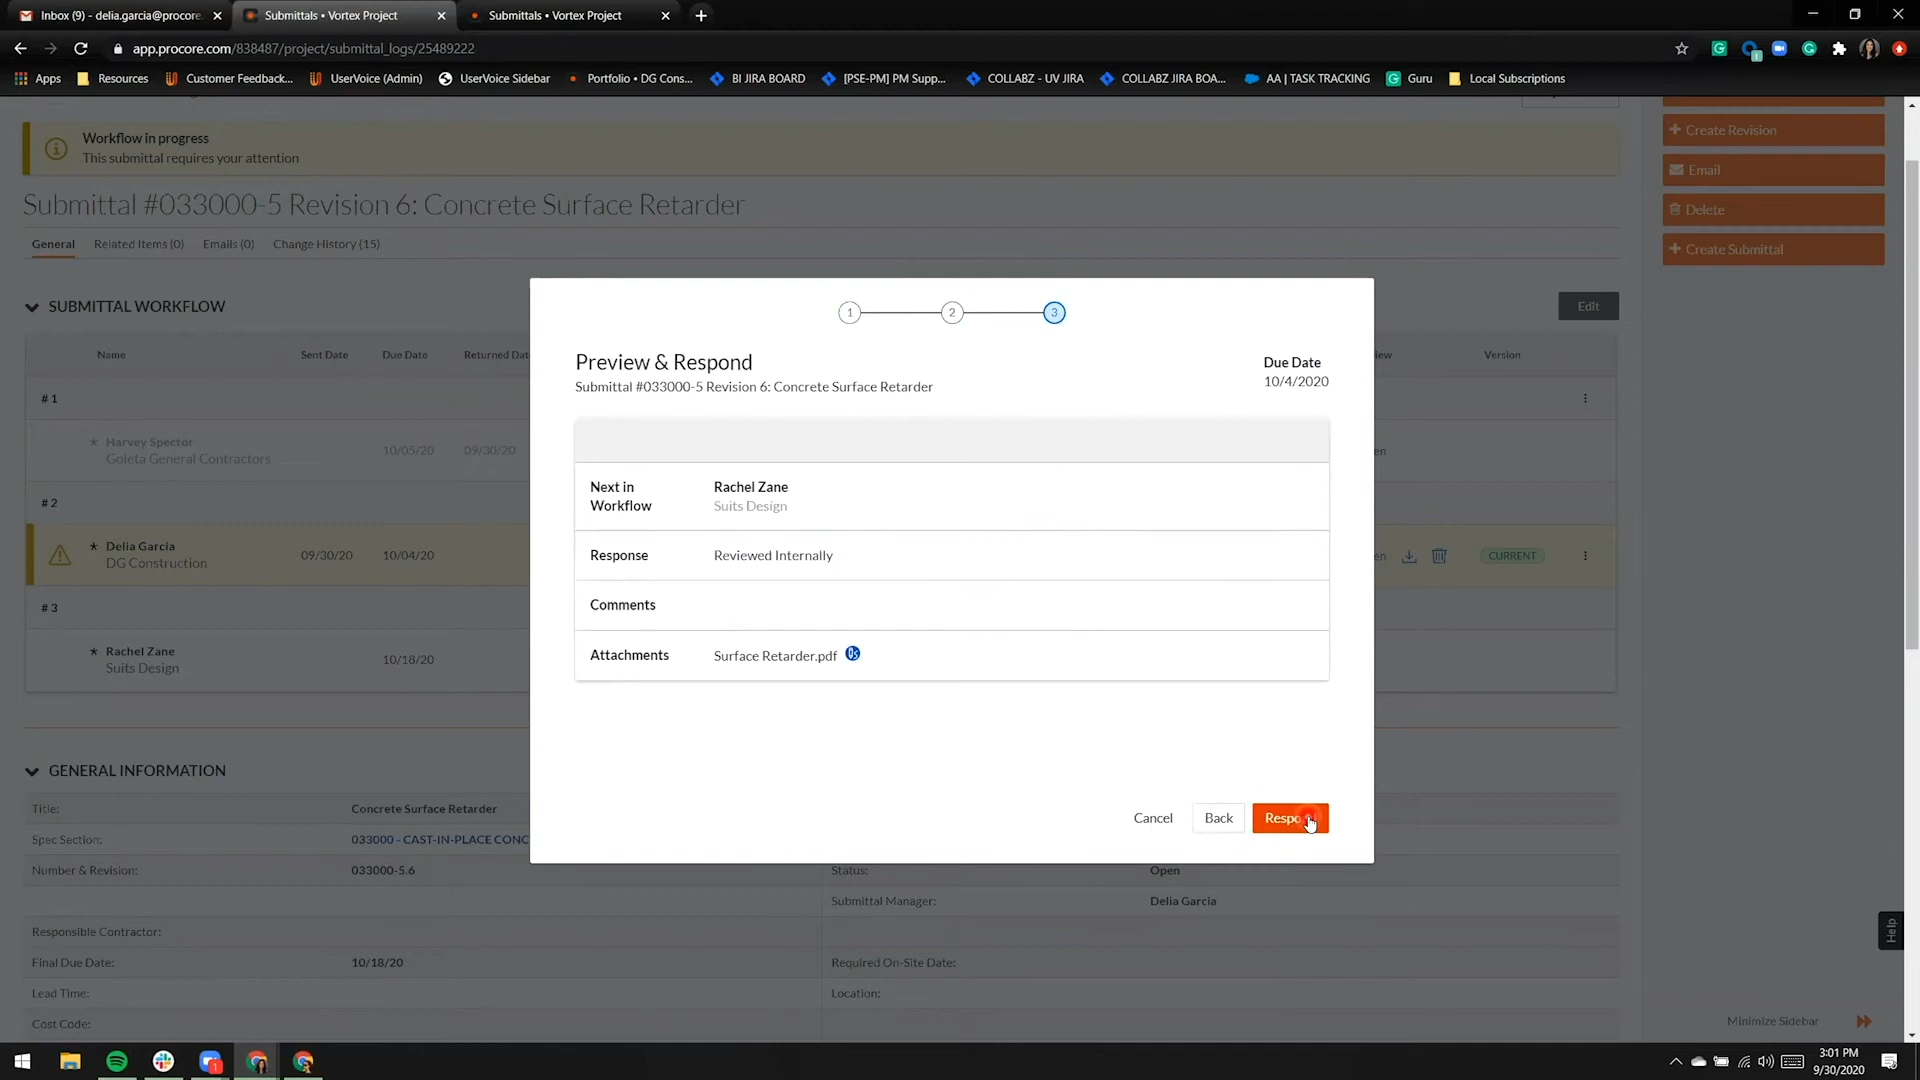 Inbox (9) - delia.garcia@procore.
Submittals • Vortex Project
Submittals • Vortex Project
app.procore.com/838487/project/submittal_logs/25489222
Apps
Resources
Customer Feedback...
UserVoice (Admin)
UserVoice Sidebar
Portfolio • DG Cons...
BI JIRA BOARD
[PSE-PM] PM Supp...
COLLABZ - UV JIRA
COLLABZ JIRA BOA...
AA | TASK TRACKING
Guru
Local Subscriptions
Workflow in progress
This submittal requires your attention
Create Revision
Email
Delete
Create Submittal
Submittal #033000-5 Revision 6: Concrete Surface Retarder
General
Related Items (0)
Emails (0)
Change History (15)
SUBMITTAL WORKFLOW
Edit
Name
Sent Date
Due Date
Returned Dat
iew
Version
# 1
* Harvey Spector
Goleta General Contractors
10/05/20
09/30/20
en
# 2
* Delia Garcia
DG Construction
09/30/20
10/04/20
en
CURRENT
# 3
* Rachel Zane
Suits Design
10/18/20
1
2
3
Preview & Respond
Submittal #033000-5 Revision 6: Concrete Surface Retarder
Due Date
10/4/2020
Next in
Workflow
Rachel Zane
Suits Design
Response
Reviewed Internally
Comments
Attachments
Surface Retarder.pdf
Cancel
Back
Respo
GENERAL INFORMATION
Title:
Concrete Surface Retarder
Spec Section:
033000 - CAST-IN-PLACE CONC
Number & Revision:
033000-5.6
Status:
Open
Submittal Manager:
Delia Garcia
Responsible Contractor:
Final Due Date:
10/18/20
Required On-Site Date:
Lead Time:
Location:
Cost Code:
Help
Minimize Sidebar
3:01 PM
9/30/2020